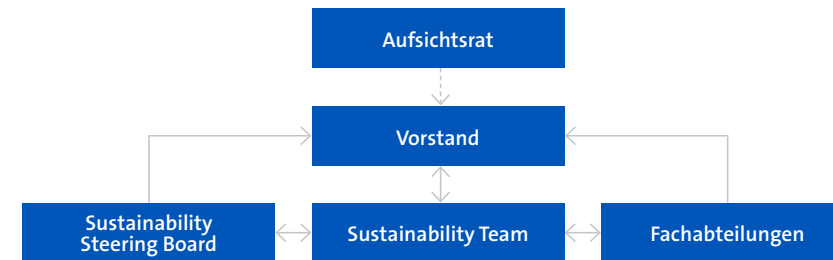 Aufsichtsrat
Vorstand
Sustainability
Steering Board
Sustainability Team
Fachabteilungen